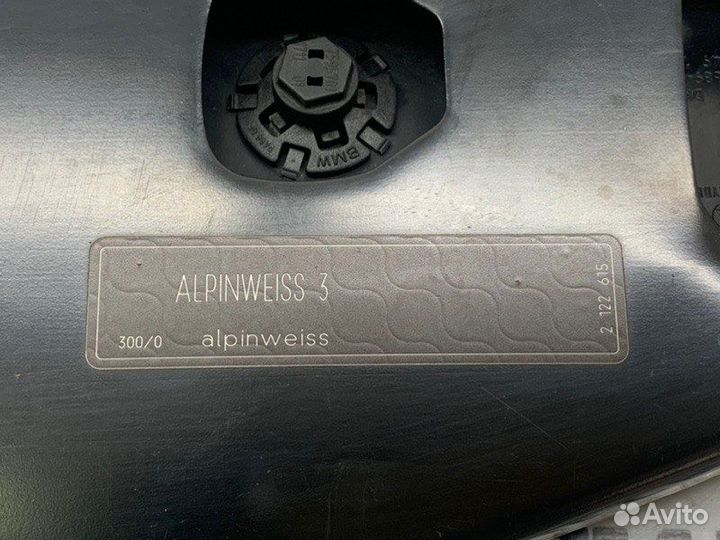 BMW
ALPINWEISS 3
300/0 alpinweiss
2 122 615
Avito